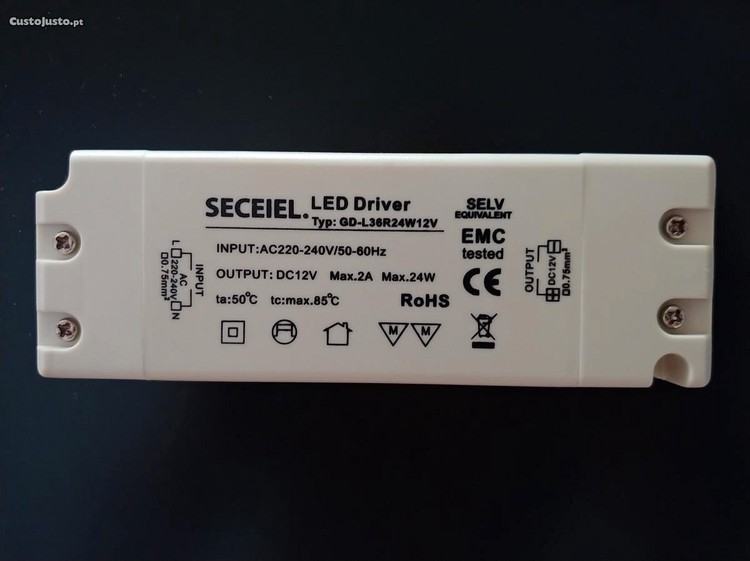 CustoJusto.pt
SECEIEL. LED Driver
Typ: GD-L36R24W12V
SELV
EQUIVALENT
INPUT:AC220-240V/50-60Hz
EMC
tested
OUTPUT: DC12V Max.2A Max.24W
CE
ta:50℃ tc:max.85℃
RoHS
M M
INPUT
L AC N
220-240V
0.75mm²
OUTPUT
DC12V
0.75mm²